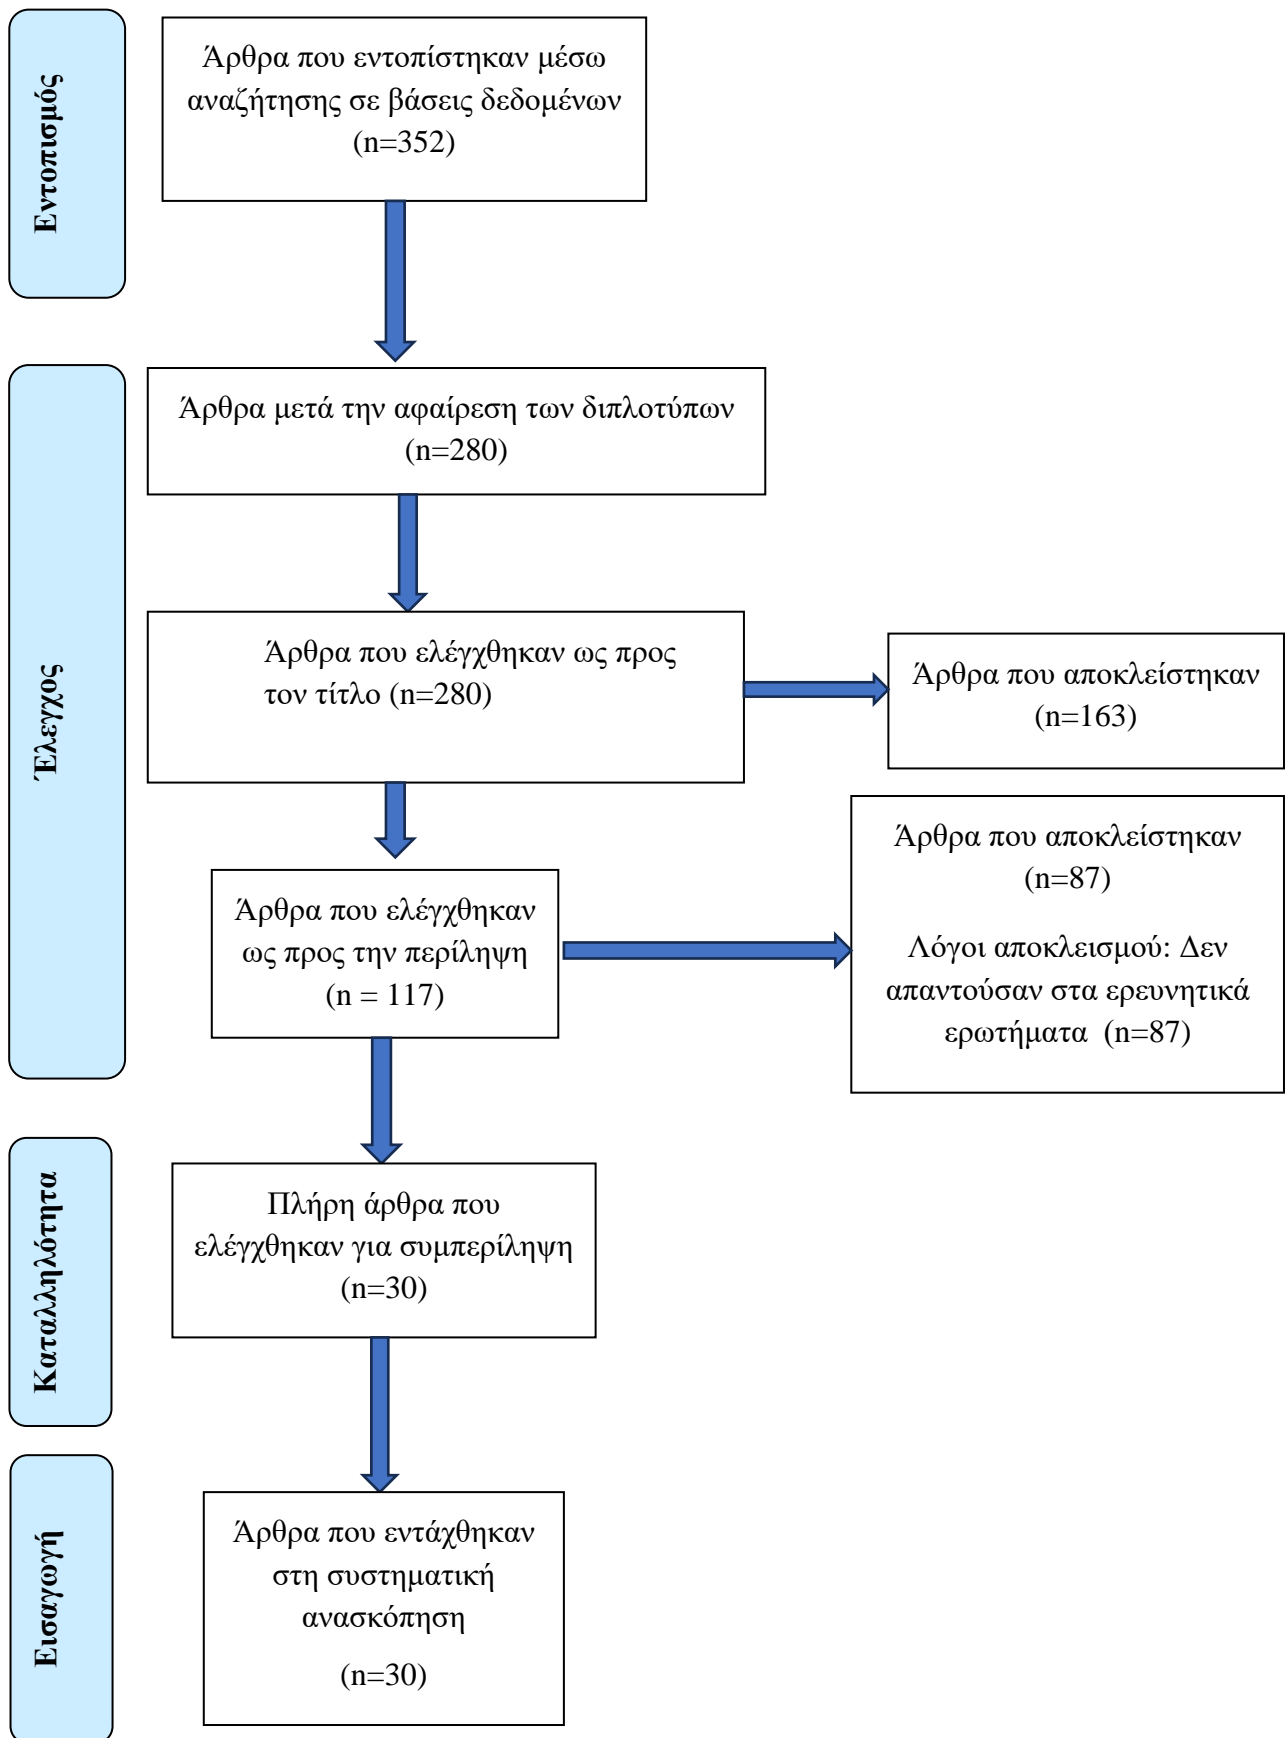 Εντοπισμός
Άρθρα που εντοπίστηκαν μέσω
αναζήτησης σε βάσεις δεδομένων
(n=352)
Έλεγχος
Άρθρα μετά την αφαίρεση των διπλοτύπων
(n=280)
Άρθρα που ελέγχθηκαν ως προς
τον τίτλο (n=280)
Άρθρα που αποκλείστηκαν
(n=163)
Άρθρα που ελέγχθηκαν
ως προς την περίληψη
(n = 117)
Άρθρα που αποκλείστηκαν
(n=87)
Λόγοι αποκλεισμού: Δεν
απαντούσαν στα ερευνητικά
ερωτήματα (n=87)
Καταλληλότητα
Πλήρη άρθρα που
ελέγχθηκαν για συμπερίληψη
(n=30)
Εισαγωγή
Άρθρα που εντάχθηκαν
στη συστηματική
ανασκόπηση
(n=30)